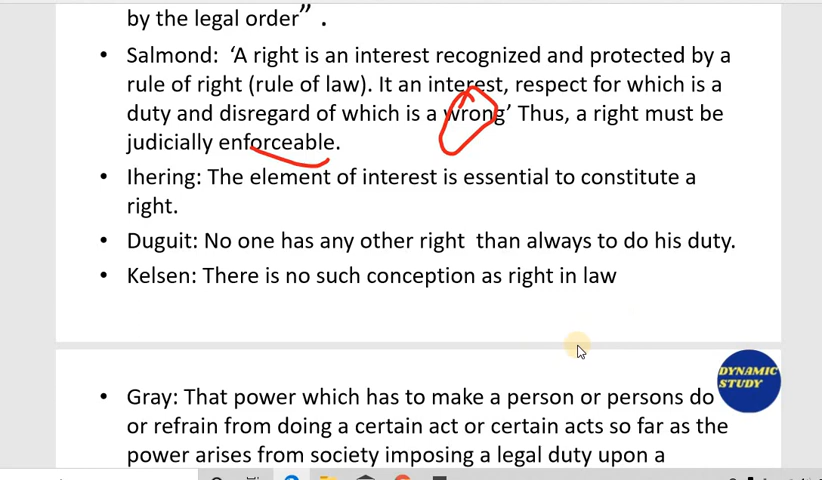 by the legal order” .
• Salmond: ‘A right is an interest recognized and protected by a
rule of right (rule of law). It an interest, respect for which is a
duty and disregard of which is a wrong’ Thus, a right must be
judicially enforceable.
• Ihering: The element of interest is essential to constitute a
right.
• Duguit: No one has any other right than always to do his duty.
• Kelsen: There is no such conception as right in law
DYNAMIC
STUDY
• Gray: That power which has to make a person or persons do
or refrain from doing a certain act or certain acts so far as the
power arises from society imposing a legal duty upon a